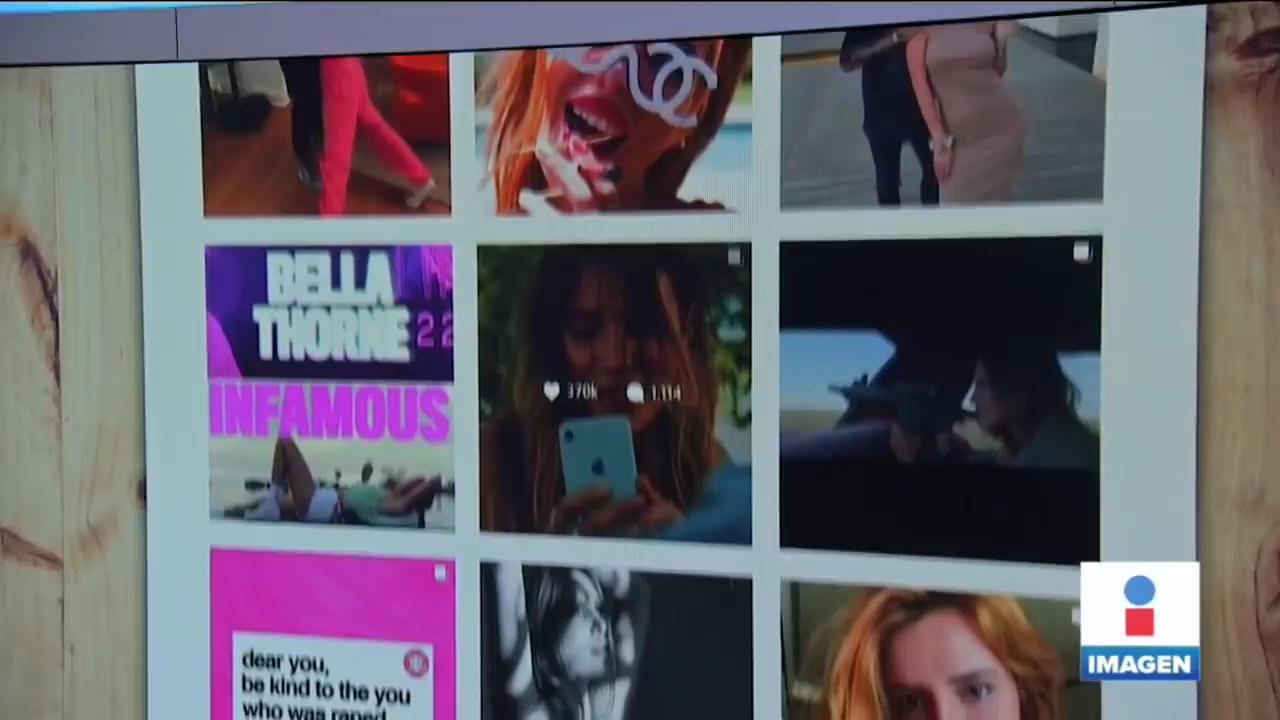 BELLA
THORNE 22
INFAMOUS
370k 1,114
dear you,
be kind to the you
who was raped
IMAGEN